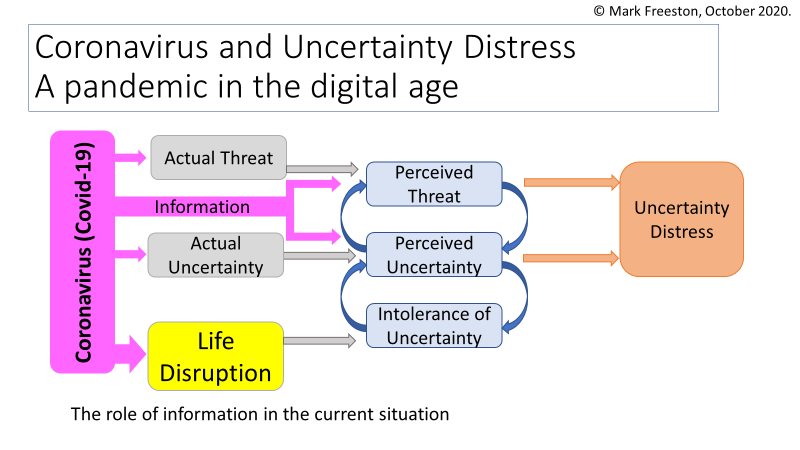 © Mark Freeston, October 2020.
Coronavirus and Uncertainty Distress
A pandemic in the digital age
Coronavirus (Covid-19)
Actual Threat
Information
Actual
Uncertainty
Life
Disruption
Perceived
Threat
Perceived
Uncertainty
Intolerance of
Uncertainty
Uncertainty
Distress
The role of information in the current situation